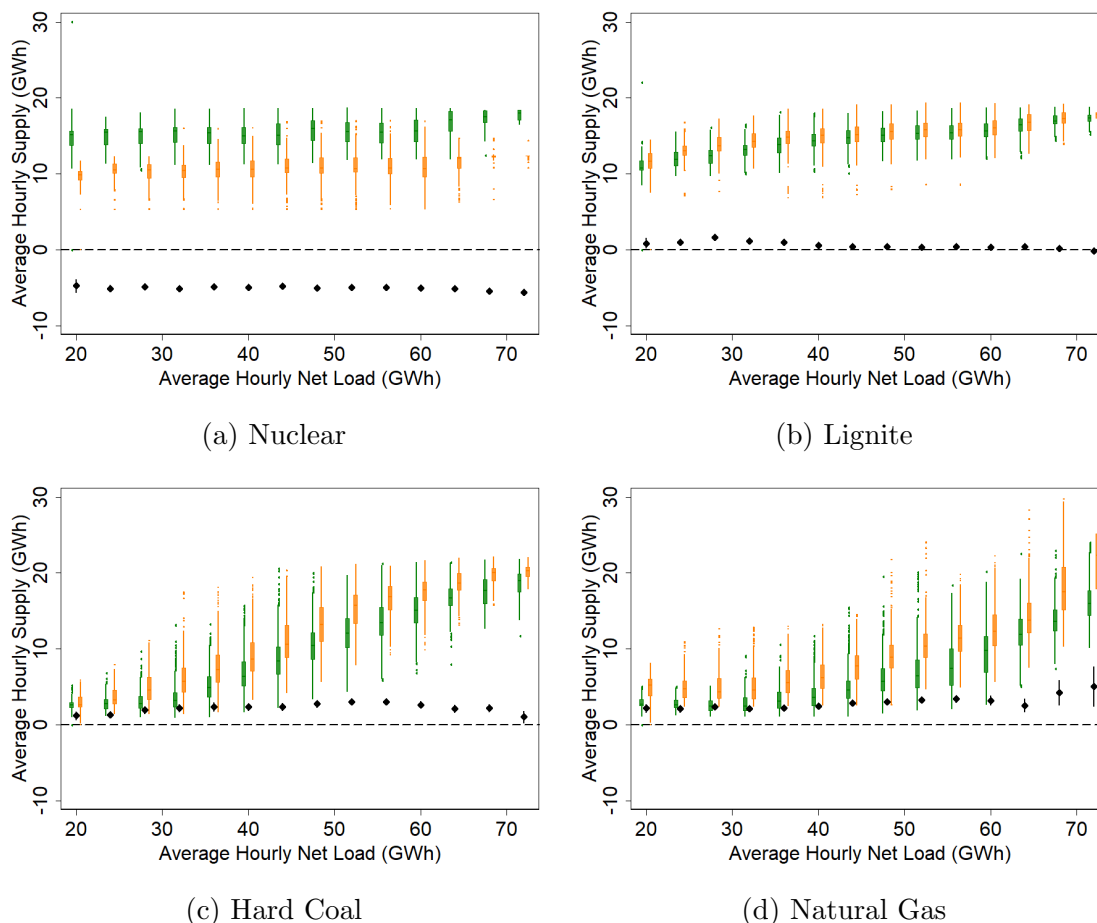 30
20
10
0
-10
Average Hourly Supply (GWh)
20 30 40 50 60 70
Average Hourly Net Load (GWh)
(a) Nuclear
30
20
10
0
-10
Average Hourly Supply (GWh)
20 30 40 50 60 70
Average Hourly Net Load (GWh)
(b) Lignite
30
20
10
0
-10
Average Hourly Supply (GWh)
20 30 40 50 60 70
Average Hourly Net Load (GWh)
(c) Hard Coal
30
20
10
0
-10
Average Hourly Supply (GWh)
20 30 40 50 60 70
Average Hourly Net Load (GWh)
(d) Natural Gas